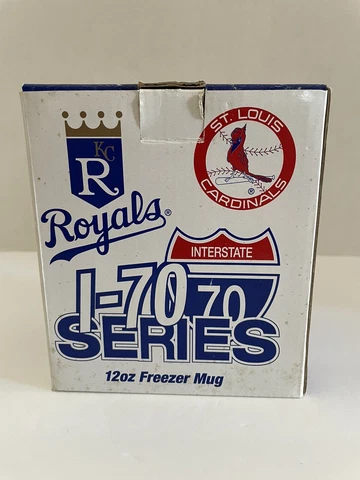 KC
R
Royals®
ST. LOUIS
CARDINALS
®
INTERSTATE
70
I-70
SERIES
12oz Freezer Mug